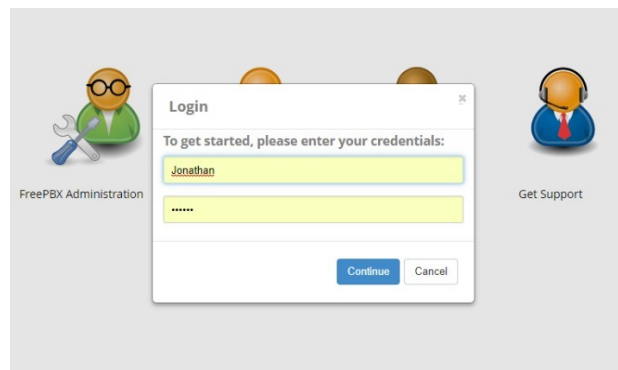 Login
×
To get started, please enter your credentials:
Jonathan
••••••
FreePBX Administration
Get Support
Continue
Cancel